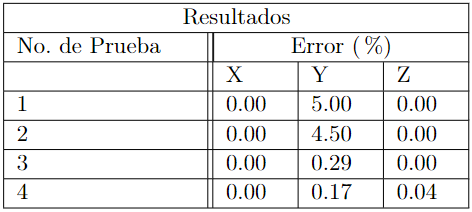 Resultados
No. de Prueba Error (%)
X Y Z
1 0.00 5.00 0.00
2 0.00 4.50 0.00
3 0.00 0.29 0.00
4 0.00 0.17 0.04